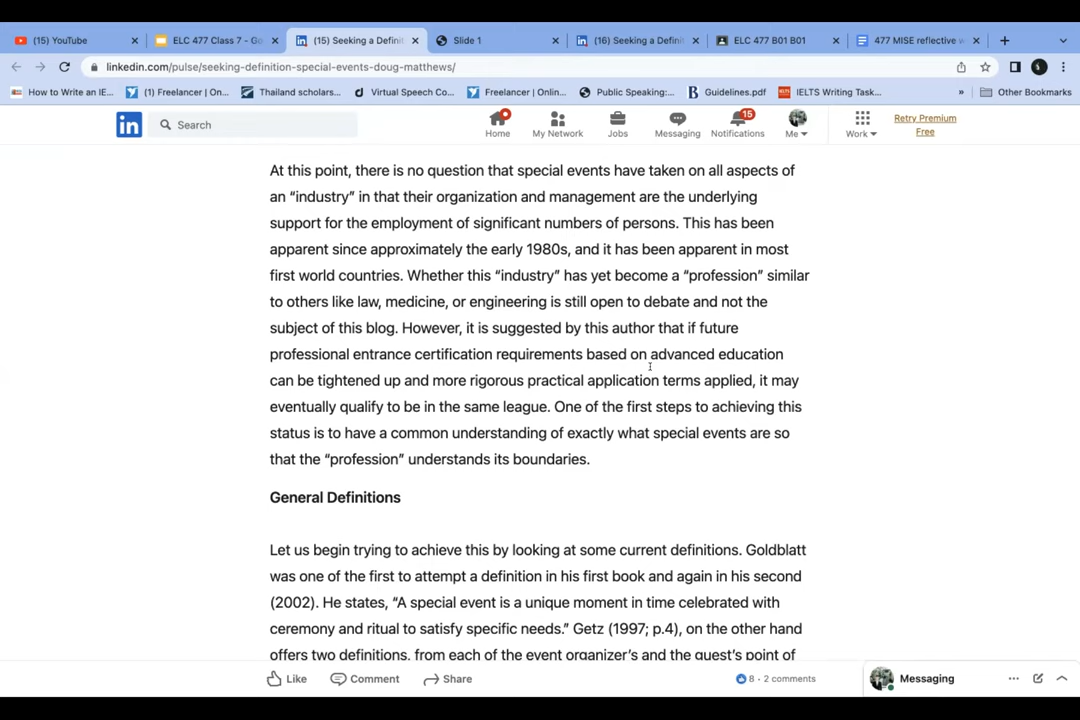 (15) YouTube
ELC 477 Class 7 - Go
(15) Seeking a Definit
Slide 1
(16) Seeking a Definit
ELC 477 B01 B01
477 MISE reflective w
linkedin.com/pulse/seeking-definition-special-events-doug-matthews/
How to Write an IE...
(1) Freelancer | On...
Thailand scholars...
Virtual Speech Co...
Freelancer | Online...
Public Speaking:...
Guidelines.pdf
IELTS Writing Task...
»
Other Bookmarks
in
Search
Home
My Network
Jobs
Messaging
15
Notifications
Me
Work
Retry Premium
Free
At this point, there is no question that special events have taken on all aspects of
an “industry” in that their organization and management are the underlying
support for the employment of significant numbers of persons. This has been
apparent since approximately the early 1980s, and it has been apparent in most
first world countries. Whether this “industry” has yet become a “profession” similar
to others like law, medicine, or engineering is still open to debate and not the
subject of this blog. However, it is suggested by this author that if future
professional entrance certification requirements based on advanced education
can be tightened up and more rigorous practical application terms applied, it may
eventually qualify to be in the same league. One of the first steps to achieving this
status is to have a common understanding of exactly what special events are so
that the “profession” understands its boundaries.
General Definitions
Let us begin trying to achieve this by looking at some current definitions. Goldblatt
was one of the first to attempt a definition in his first book and again in his second
(2002). He states, “A special event is a unique moment in time celebrated with
ceremony and ritual to satisfy specific needs.” Getz (1997; p.4), on the other hand
offers two definitions, from each of the event organizer’s and the guest’s point of
Like
Comment
Share
8 · 2 comments
Messaging